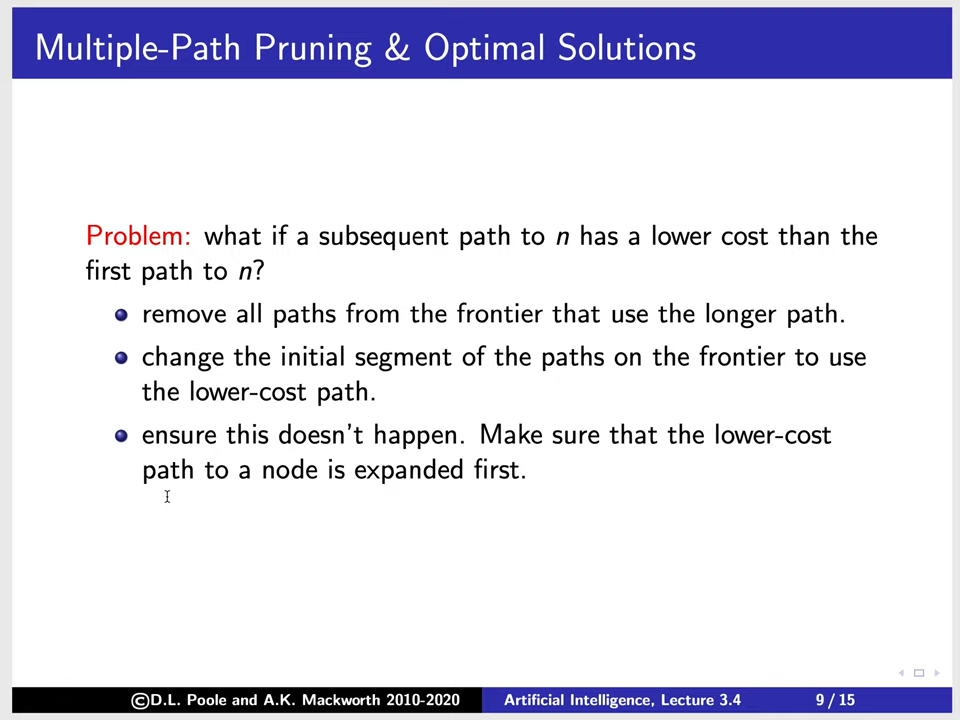 Multiple-Path Pruning & Optimal Solutions
Problem: what if a subsequent path to n has a lower cost than the
first path to n?
remove all paths from the frontier that use the longer path.
change the initial segment of the paths on the frontier to use
the lower-cost path.
ensure this doesn't happen. Make sure that the lower-cost
path to a node is expanded first.
©D.L. Poole and A.K. Mackworth 2010-2020
Artificial Intelligence, Lecture 3.4
9 / 15